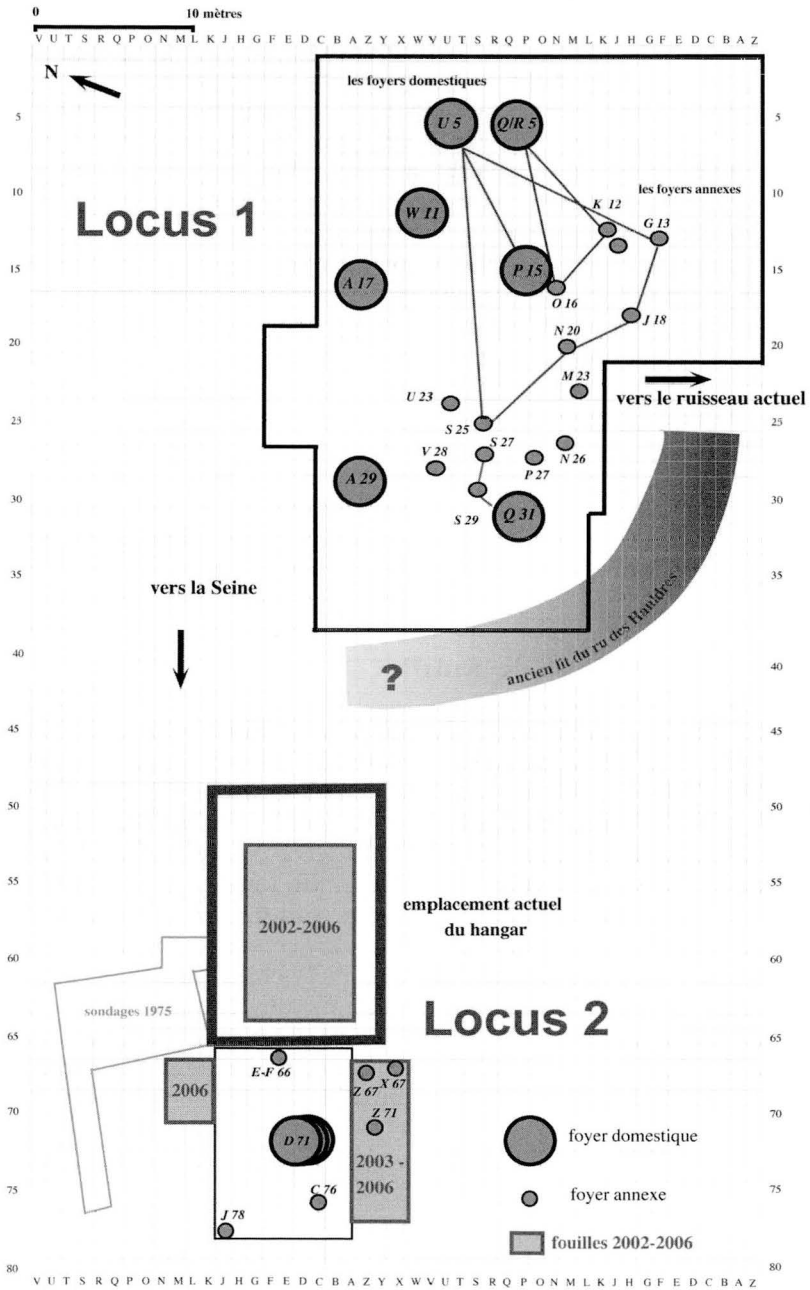 0 10 mètres
V U T S R Q P O N M L K J H G F E D C B A Z Y X W V U T S R Q P O N M L K J H G F E D C B A Z
N
les foyers domestiques
5 U 5 Q/R 5 5
10 les foyers annexes 10
K 12
Locus 1 W 11 G 13
15 A 17 P 15 15
O 16
J 18
20 N 20 20
M 23
U 23 vers le ruisseau actuel
25 S 25 25
S 27
V 28 P 27 N 26
30 A 29 30
S 29 Q 31
35 35
vers la Seine
ancien lit du ru des Hauldres
40 ? 40
45 45
50 50
55 55
emplacement actuel
du hangar
2002-2006
60 60
sondages 1975
Locus 2
65 65
E-F 66
Z 67 X 67
2006
70 Z 71 70
D 71 foyer domestique
2003 -
2006
75 C 76 foyer annexe 75
J 78
fouilles 2002-2006
80 80
V U T S R Q P O N M L K J H G F E D C B A Z Y X W V U T S R Q P O N M L K J H G F E D C B A Z